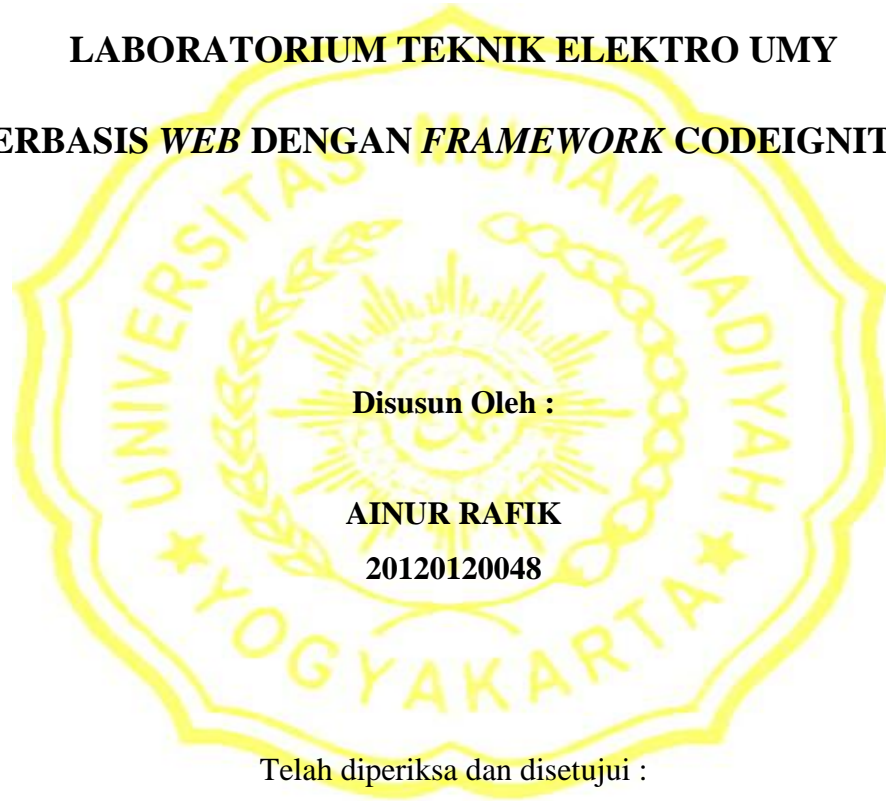 LABORATORIUM TEKNIK ELEKTRO UMY
ERBASIS WEB DENGAN FRAMEWORK CODEIGNIT
UNIVERSITAS MUHAMMADIYAH
Disusun Oleh :
AINUR RAFIK
20120120048
YOGYAKARTA
Telah diperiksa dan disetujui :